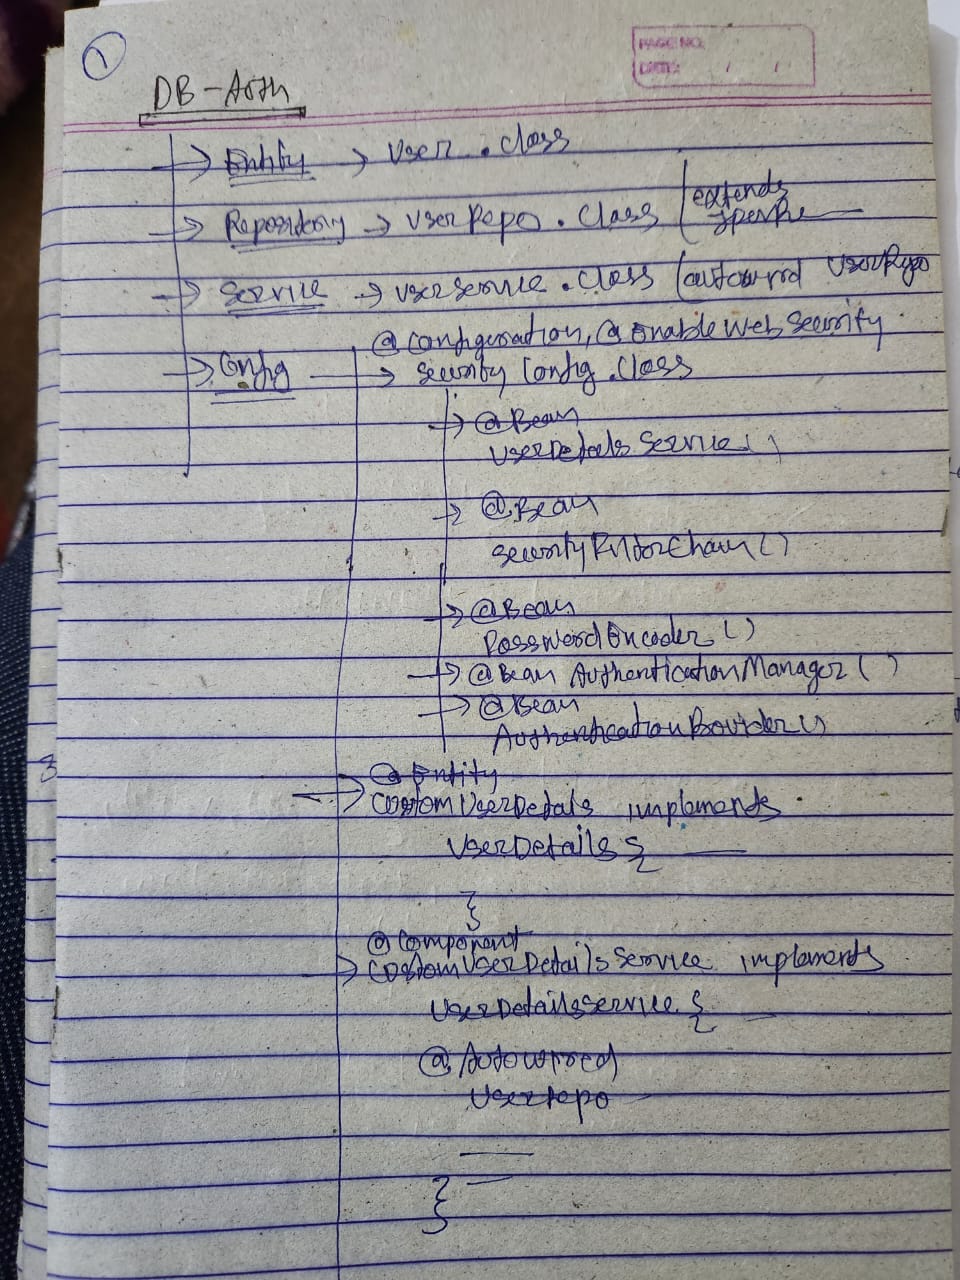 1
PAGE NO.
DATE: / /
DB-Auth
→ Entity → User.class
→ Repository → UserRepo.class (extends
→ Service → UserService.class (autowired UserRepo
@Configuration, @EnableWebSecurity
→ Config → SecurityConfig.class
→ @Bean
UserDetailsService()
→ @Bean
SecurityFilterChain()
→ @Bean
PasswordEncoder()
→ @Bean AuthenticationManager()
→ @Bean
AuthenticationProvider()
@Entity
→ CustomUserDetails implements
UserDetails {
}
@Component
→ CustomUserDetailsService implements
UserDetailsService {
@Autowired
UserRepo
}